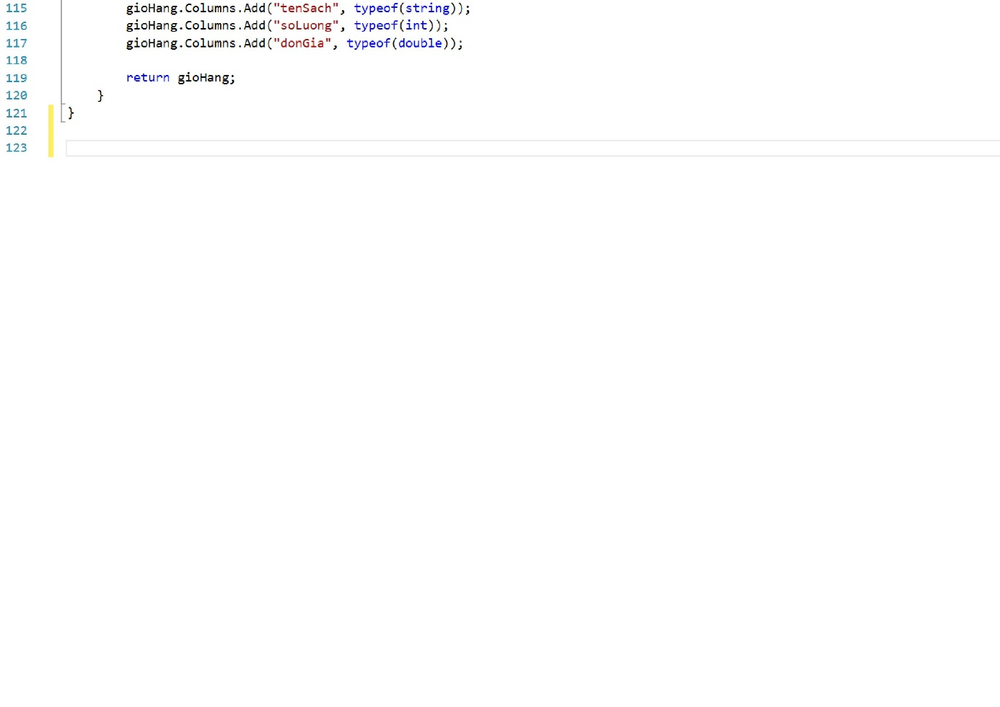 115 gioHang.Columns.Add("tenSach", typeof(string));
116 gioHang.Columns.Add("soLuong", typeof(int));
117 gioHang.Columns.Add("donGia", typeof(double));
118
119 return gioHang;
120 }
121 }
122
123